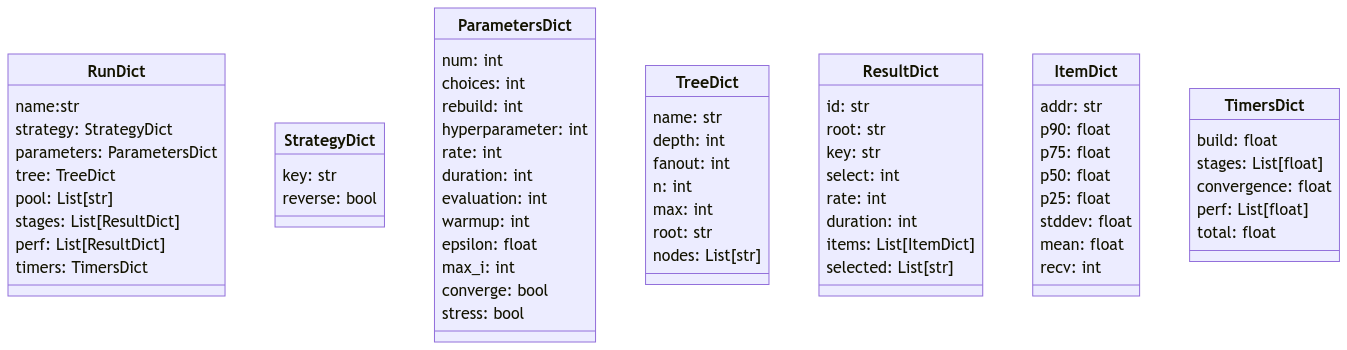 RunDict
name:str
strategy: StrategyDict
parameters: ParametersDict
tree: TreeDict
pool: List[str]
stages: List[ResultDict]
perf: List[ResultDict]
timers: TimersDict
StrategyDict
key: str
reverse: bool
ParametersDict
num: int
choices: int
rebuild: int
hyperparameter: int
rate: int
duration: int
evaluation: int
warmup: int
epsilon: float
max_i: int
converge: bool
stress: bool
TreeDict
name: str
depth: int
fanout: int
n: int
max: int
root: str
nodes: List[str]
ResultDict
id: str
root: str
key: str
select: int
rate: int
duration: int
items: List[ItemDict]
selected: List[str]
ItemDict
addr: str
p90: float
p75: float
p50: float
p25: float
stddev: float
mean: float
recv: int
TimersDict
build: float
stages: List[float]
convergence: float
perf: List[float]
total: float